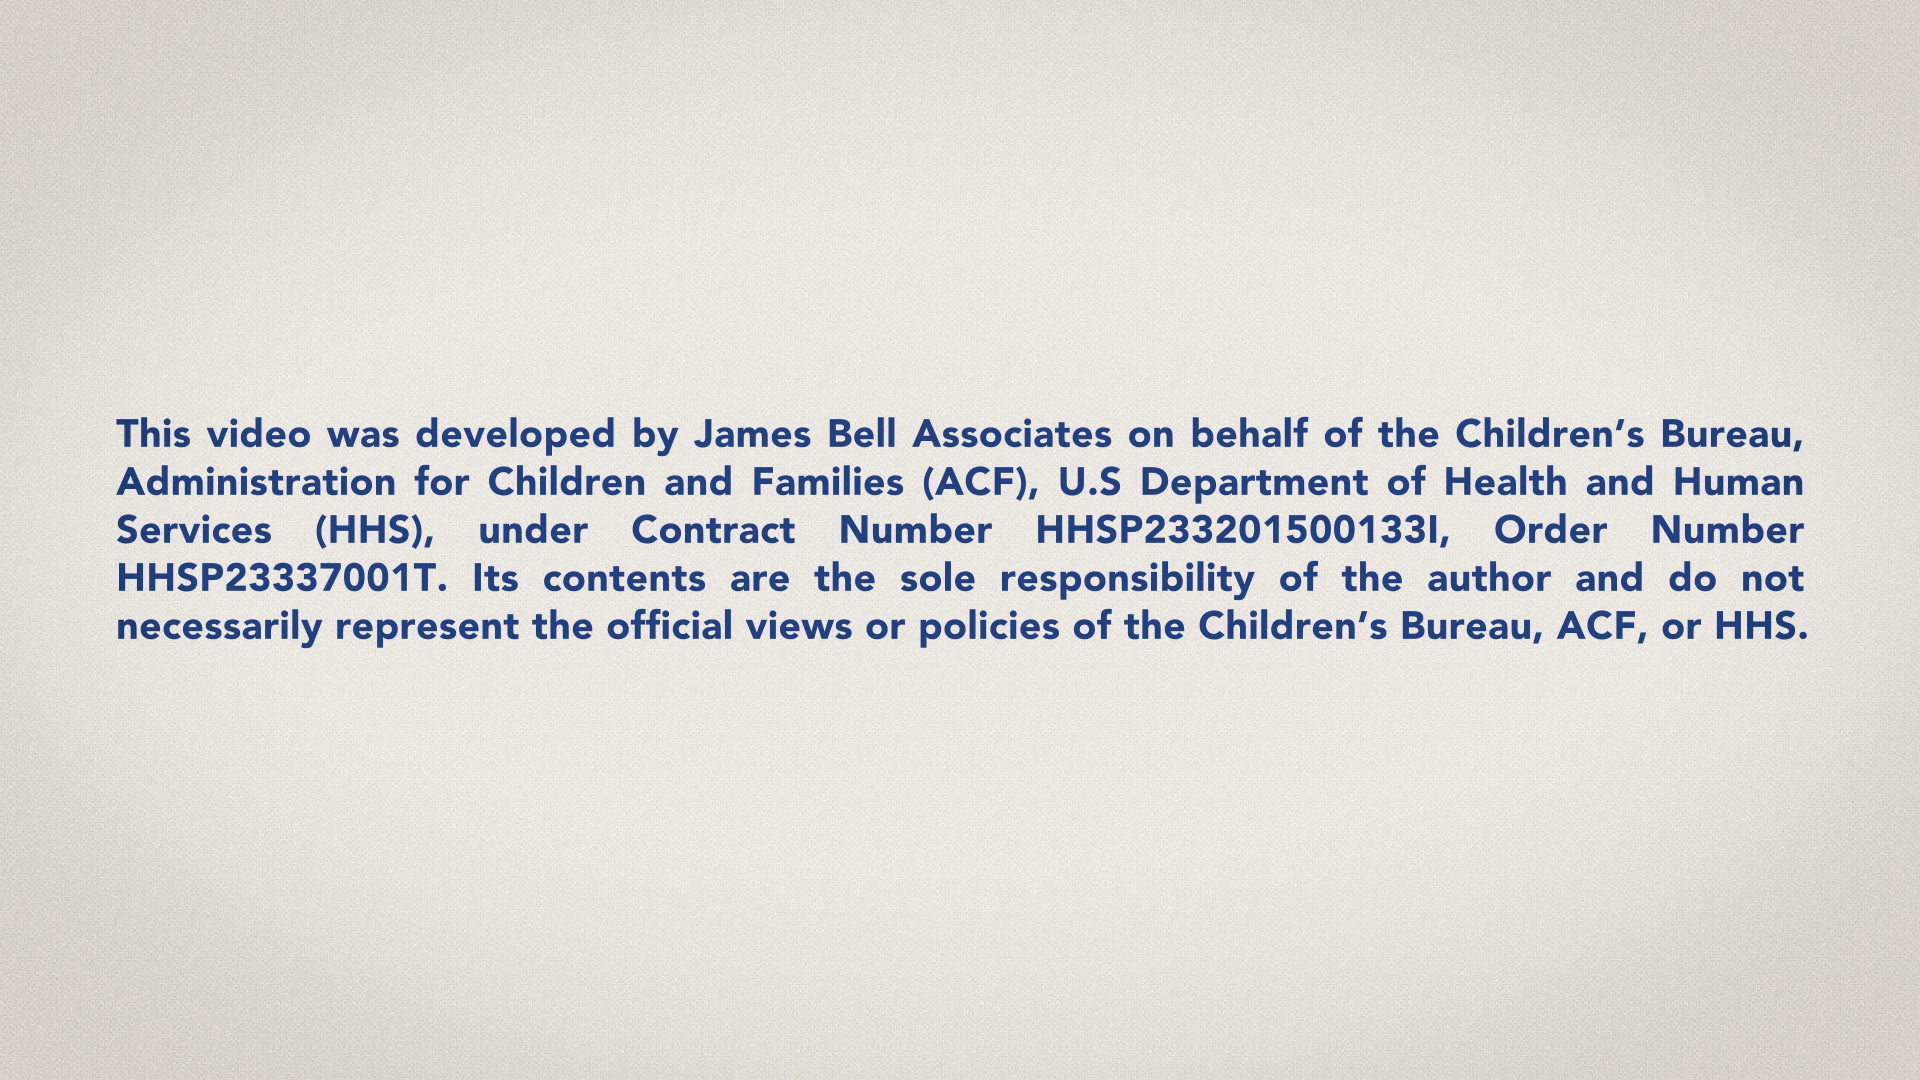 This video was developed by James Bell Associates on behalf of the Children’s Bureau,
Administration for Children and Families (ACF), U.S Department of Health and Human
Services (HHS), under Contract Number HHSP233201500133I, Order Number
HHSP23337001T. Its contents are the sole responsibility of the author and do not
necessarily represent the official views or policies of the Children’s Bureau, ACF, or HHS.